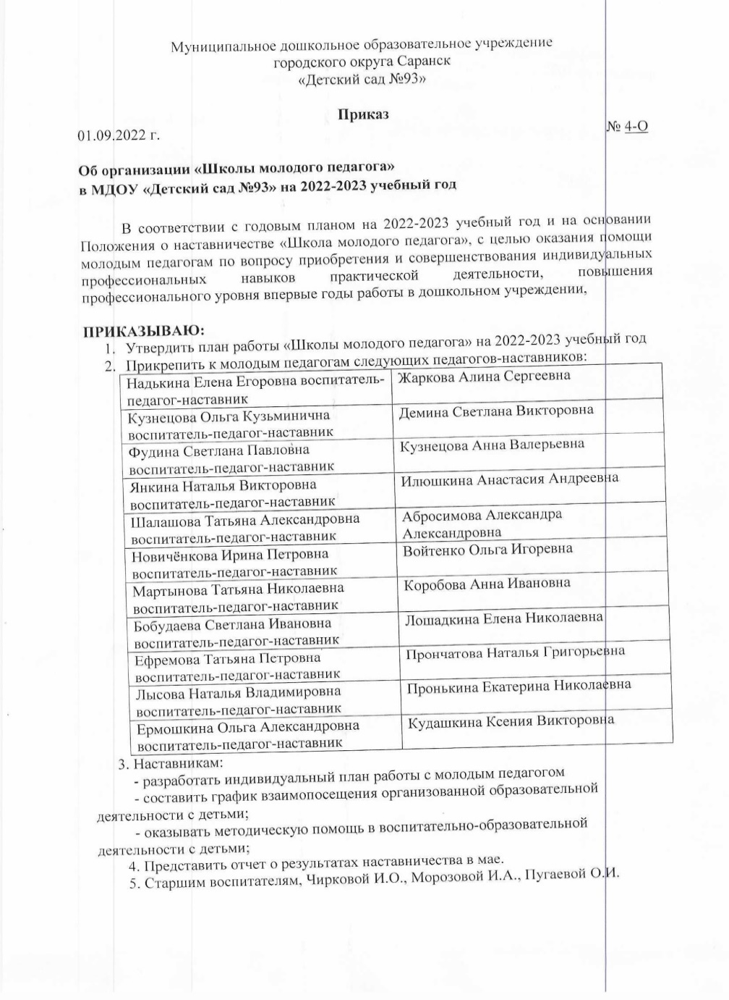 Муниципальное дошкольное образовательное учреждение
городского округа Саранск
«Детский сад №93»
Приказ
01.09.2022 г.
№ 4-О
Об организации «Школы молодого педагога»
в МДОУ «Детский сад №93» на 2022-2023 учебный год
В соответствии с годовым планом на 2022-2023 учебный год и на основании
Положения о наставничестве «Школа молодого педагога», с целью оказания помощи
молодым педагогам по вопросу приобретения и совершенствования индивидуальных
профессиональных навыков практической деятельности, повышения
профессионального уровня впервые годы работы в дошкольном учреждении,
ПРИКАЗЫВАЮ:
1. Утвердить план работы «Школы молодого педагога» на 2022-2023 учебный год
2. Прикрепить к молодым педагогам следующих педагогов-наставников:
Надькина Елена Егоровна воспитатель-
педагог-наставник
Жаркова Алина Сергеевна
Кузнецова Ольга Кузьминична
воспитатель-педагог-наставник
Демина Светлана Викторовна
Фудина Светлана Павловна
воспитатель-педагог-наставник
Кузнецова Анна Валерьевна
Янкина Наталья Викторовна
воспитатель-педагог-наставник
Илюшкина Анастасия Андреевна
Шалашова Татьяна Александровна
воспитатель-педагог-наставник
Абросимова Александра
Александровна
Новичёнкова Ирина Петровна
воспитатель-педагог-наставник
Войтенко Ольга Игоревна
Мартынова Татьяна Николаевна
воспитатель-педагог-наставник
Коробова Анна Ивановна
Бобудаева Светлана Ивановна
воспитатель-педагог-наставник
Лошадкина Елена Николаевна
Ефремова Татьяна Петровна
воспитатель-педагог-наставник
Прончатова Наталья Григорьевна
Лысова Наталья Владимировна
воспитатель-педагог-наставник
Пронькина Екатерина Николаевна
Ермошкина Ольга Александровна
воспитатель-педагог-наставник
Кудашкина Ксения Викторовна
3. Наставникам:
- разработать индивидуальный план работы с молодым педагогом
- составить график взаимопосещения организованной образовательной
деятельности с детьми;
- оказывать методическую помощь в воспитательно-образовательной
деятельности с детьми;
4. Представить отчет о результатах наставничества в мае.
5. Старшим воспитателям, Чирковой И.О., Морозовой И.А., Пугаевой О.И.